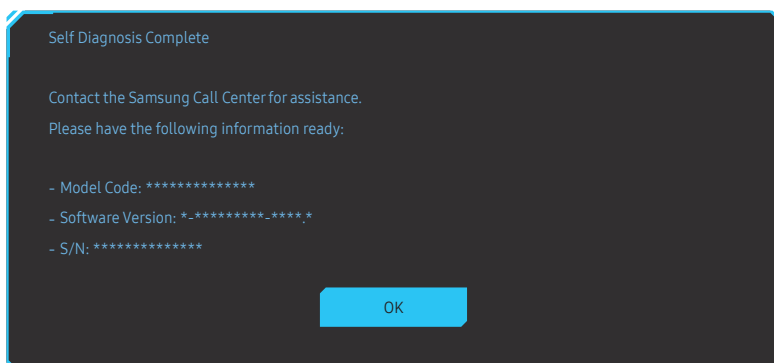 Self Diagnosis Complete
Contact the Samsung Call Center for assistance.
Please have the following information ready:
- Model Code: **************
- Software Version: *-*********-****.*
- S/N: **************
OK